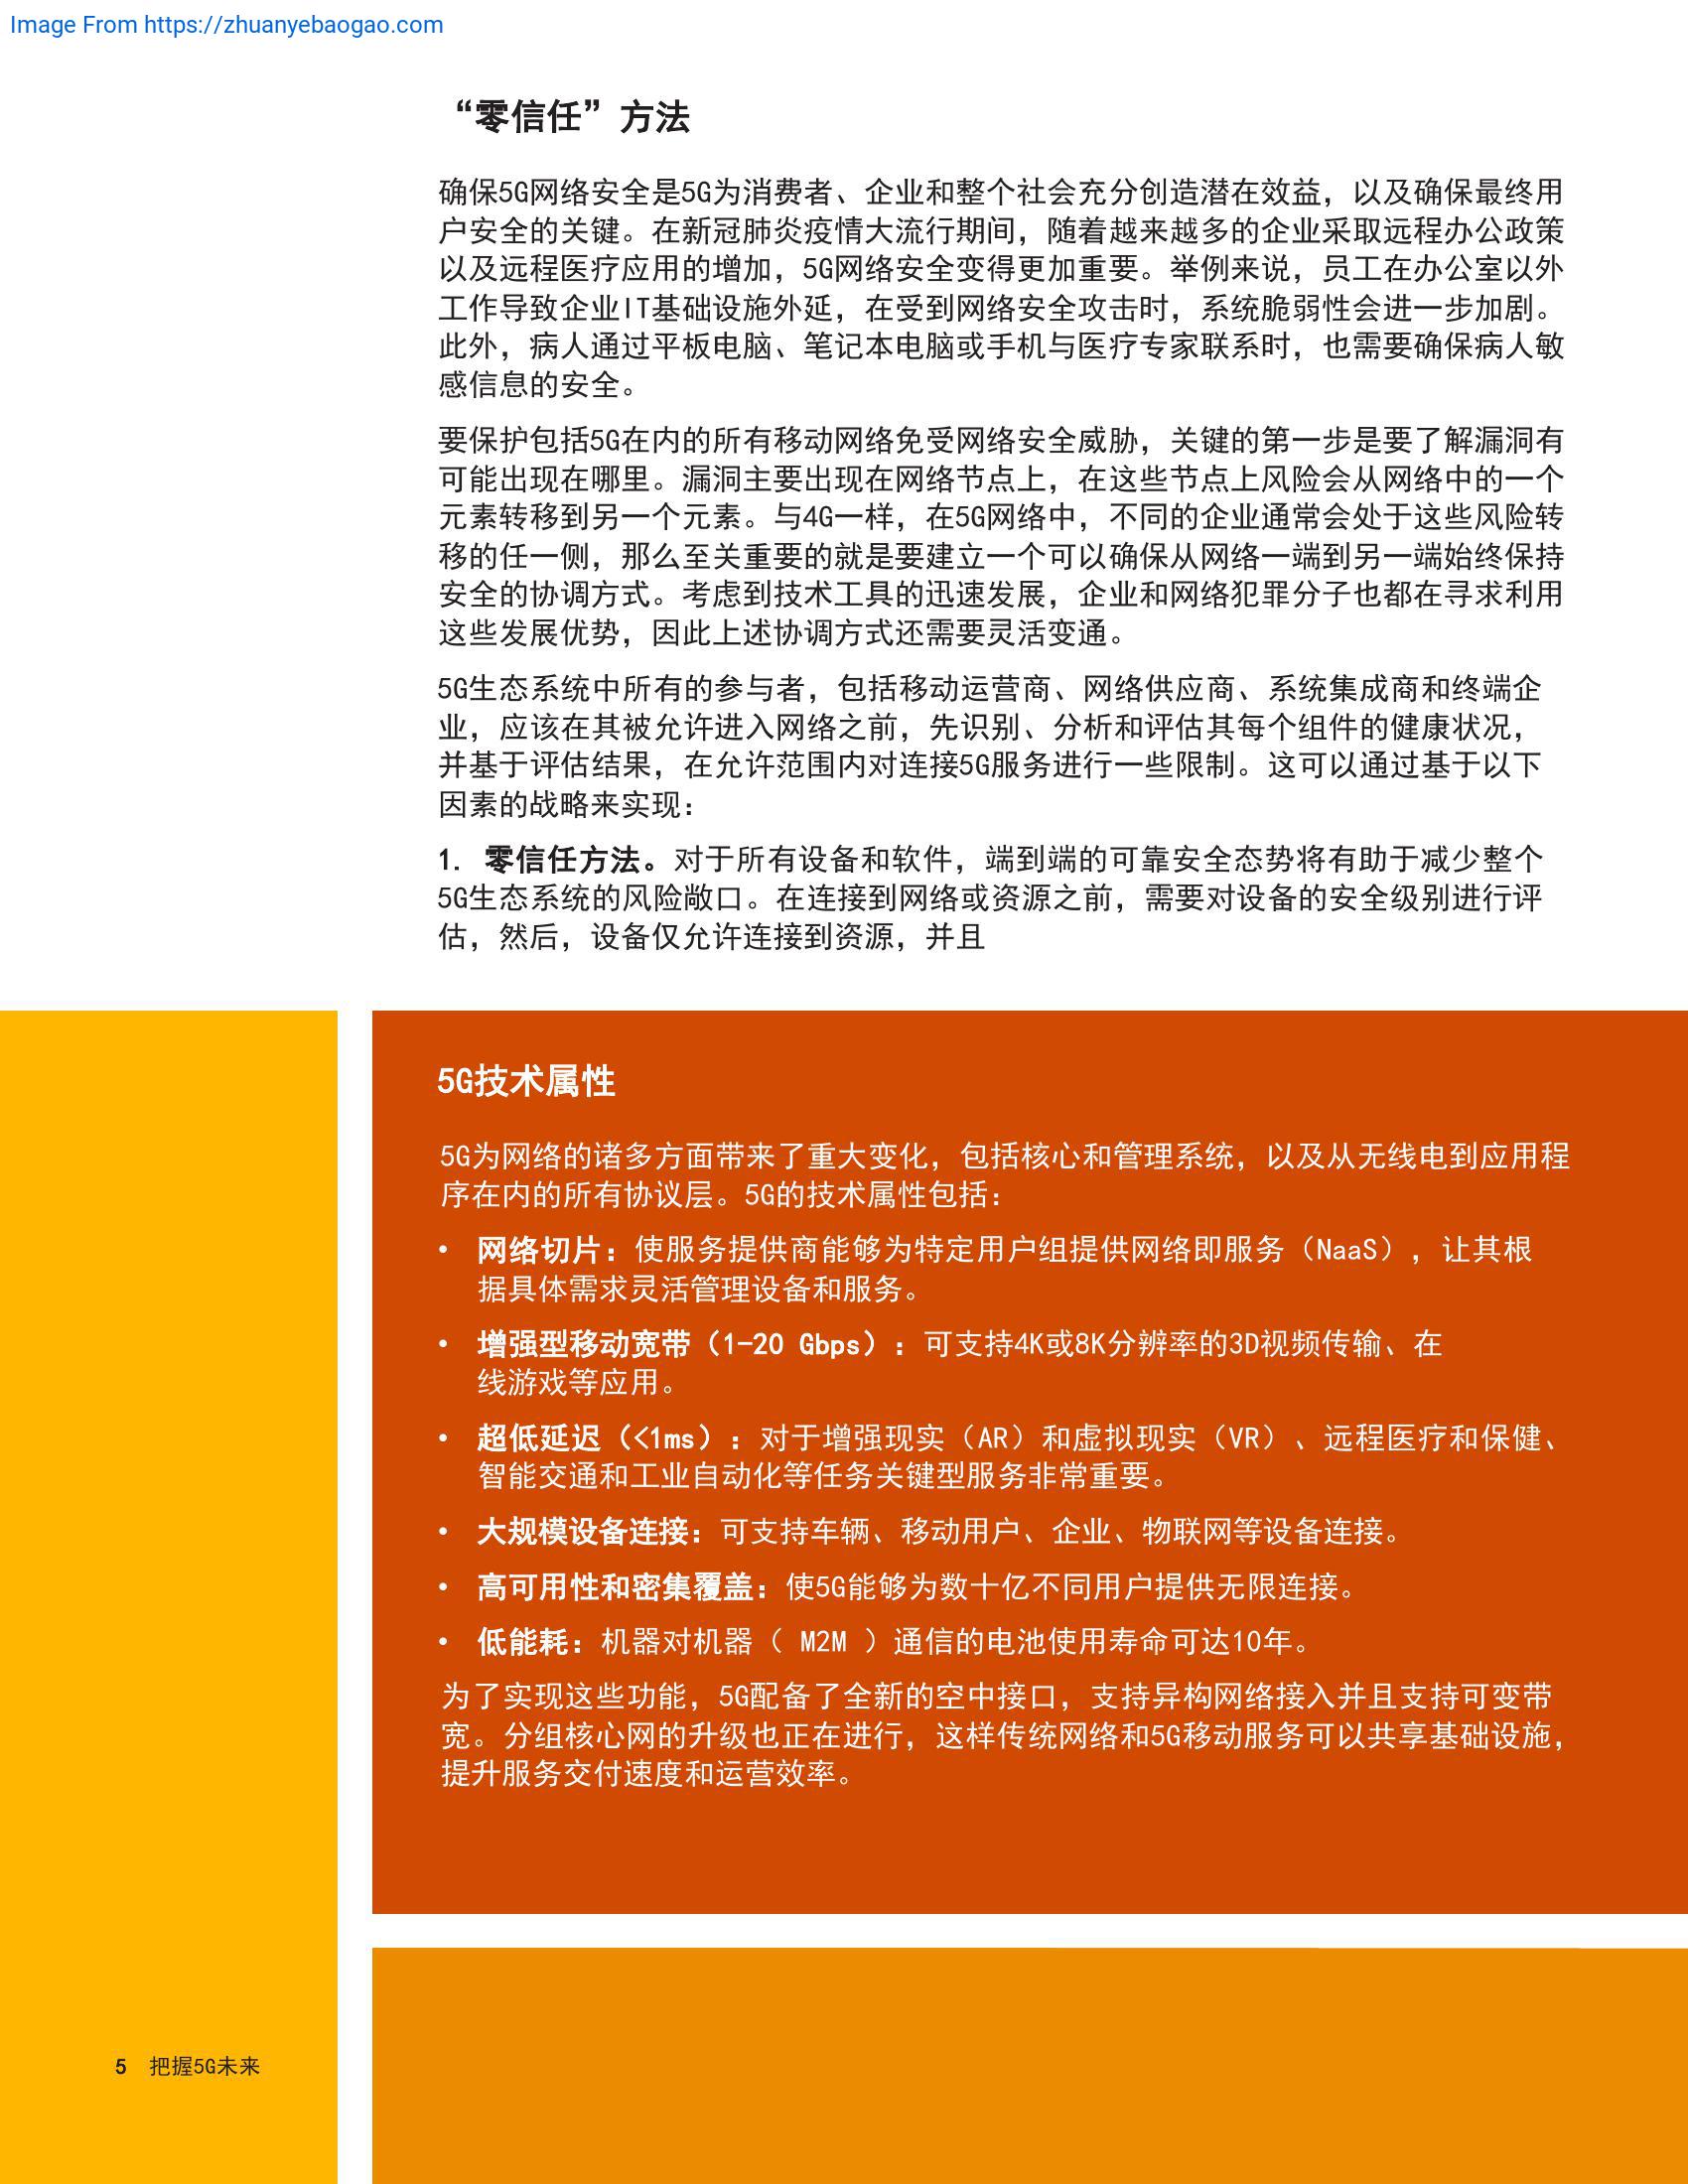 Image From https://zhuanyebaogao.com
“零信任”方法
确保5G网络安全是5G为消费者、企业和整个社会充分创造潜在效益，以及确保最终用
户安全的关键。在新冠肺炎疫情大流行期间，随着越来越多的企业采取远程办公政策
以及远程医疗应用的增加，5G网络安全变得更加重要。举例来说，员工在办公室以外
工作导致企业IT基础设施外延，在受到网络安全攻击时，系统脆弱性会进一步加剧。
此外，病人通过平板电脑、笔记本电脑或手机与医疗专家联系时，也需要确保病人敏
感信息的安全。
要保护包括5G在内的所有移动网络免受网络安全威胁，关键的第一步是要了解漏洞有
可能出现在哪里。漏洞主要出现在网络节点上，在这些节点上风险会从网络中的一个
元素转移到另一个元素。与4G一样，在5G网络中，不同的企业通常会处于这些风险转
移的任一侧，那么至关重要的就是要建立一个可以确保从网络一端到另一端始终保持
安全的协调方式。考虑到技术工具的迅速发展，企业和网络犯罪分子也都在寻求利用
这些发展优势，因此上述协调方式还需要灵活变通。
5G生态系统中所有的参与者，包括移动运营商、网络供应商、系统集成商和终端企
业，应该在其被允许进入网络之前，先识别、分析和评估其每个组件的健康状况，
并基于评估结果，在允许范围内对连接5G服务进行一些限制。这可以通过基于以下
因素的战略来实现：
1. 零信任方法。对于所有设备和软件，端到端的可靠安全态势将有助于减少整个
5G生态系统的风险敞口。在连接到网络或资源之前，需要对设备的安全级别进行评
估，然后，设备仅允许连接到资源，并且
5G技术属性
5G为网络的诸多方面带来了重大变化，包括核心和管理系统，以及从无线电到应用程
序在内的所有协议层。5G的技术属性包括：
• 网络切片：使服务提供商能够为特定用户组提供网络即服务（NaaS），让其根
据具体需求灵活管理设备和服务。
• 增强型移动宽带（1-20 Gbps）：可支持4K或8K分辨率的3D视频传输、在
线游戏等应用。
• 超低延迟（<1ms）：对于增强现实（AR）和虚拟现实（VR）、远程医疗和保健、
智能交通和工业自动化等任务关键型服务非常重要。
• 大规模设备连接：可支持车辆、移动用户、企业、物联网等设备连接。
• 高可用性和密集覆盖：使5G能够为数十亿不同用户提供无限连接。
• 低能耗：机器对机器（ M2M ）通信的电池使用寿命可达10年。
为了实现这些功能，5G配备了全新的空中接口，支持异构网络接入并且支持可变带
宽。分组核心网的升级也正在进行，这样传统网络和5G移动服务可以共享基础设施，
提升服务交付速度和运营效率。
5 把握5G未来